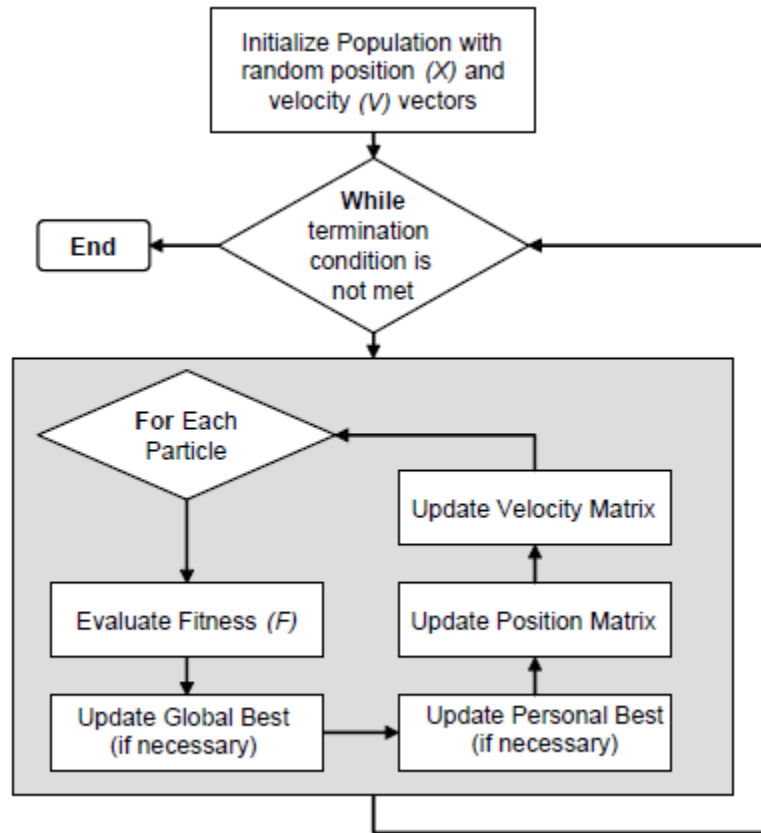 Initialize Population with
random position (X) and
velocity (V) vectors
While
termination
condition is
not met
End
For Each
Particle
Evaluate Fitness (F)
Update Global Best
(if necessary)
Update Personal Best
(if necessary)
Update Position Matrix
Update Velocity Matrix